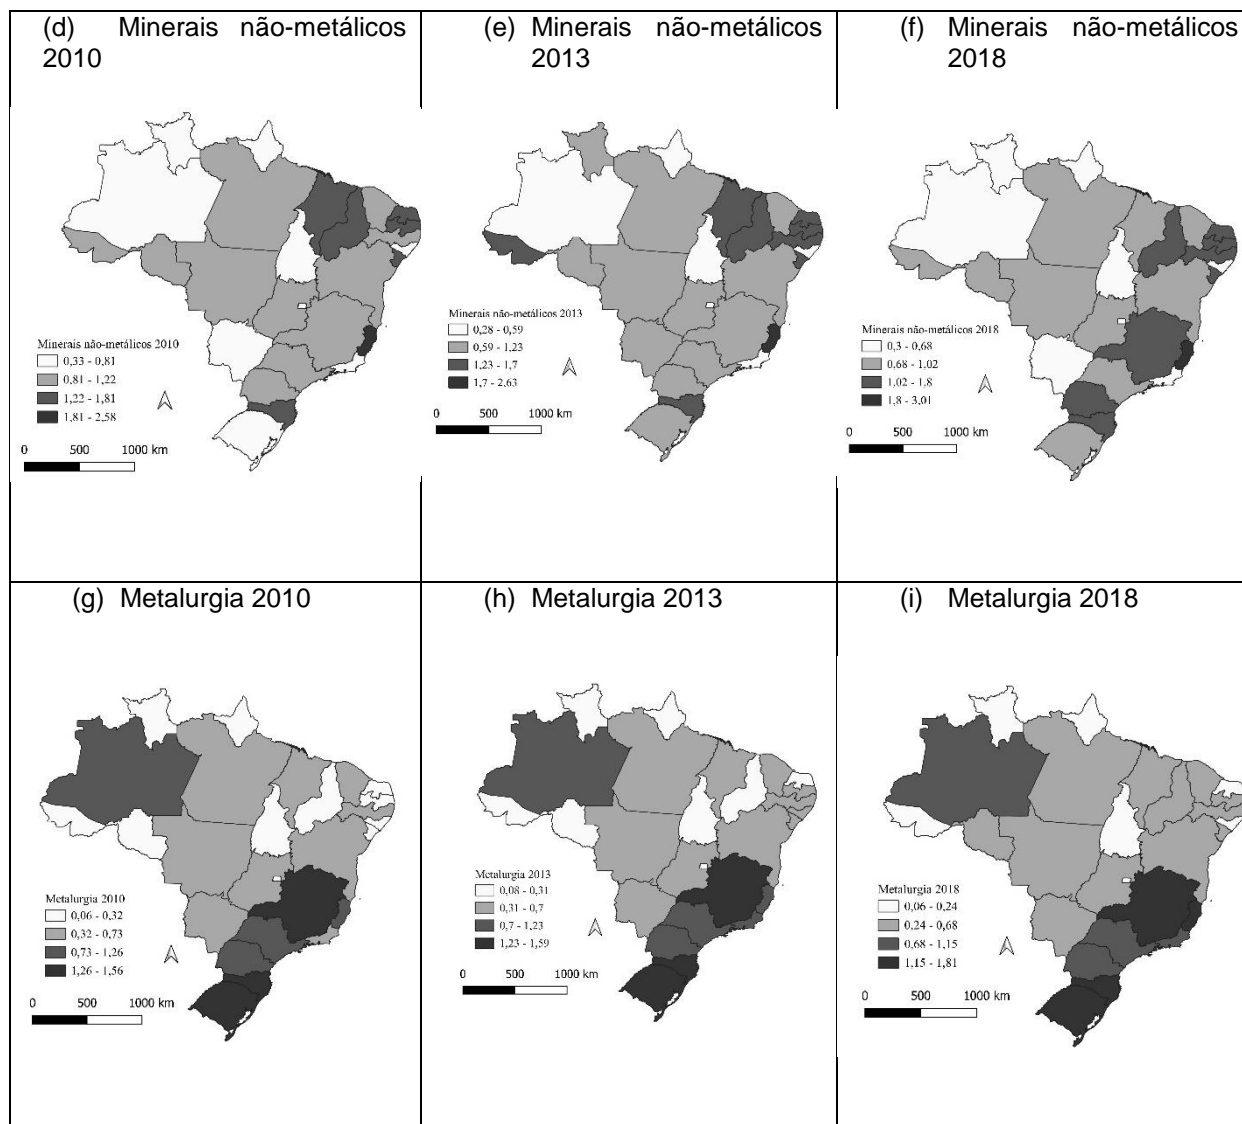 (d) Minerais não-metálicos
2010
Minerais não-metálicos 2010
0,33 - 0,81
0,81 - 1,22
1,22 - 1,81
1,81 - 2,58
0 500 1000 km
(e) Minerais não-metálicos
2013
Minerais não-metálicos 2013
0,28 - 0,59
0,59 - 1,23
1,23 - 1,7
1,7 - 2,63
0 500 1000 km
(f) Minerais não-metálicos
2018
Minerais não-metálicos 2018
0,3 - 0,68
0,68 - 1,02
1,02 - 1,8
1,8 - 3,01
0 500 1000 km
(g) Metalurgia 2010
Metalurgia 2010
0,06 - 0,32
0,32 - 0,73
0,73 - 1,26
1,26 - 1,56
0 500 1000 km
(h) Metalurgia 2013
Metalurgia 2013
0,08 - 0,31
0,31 - 0,7
0,7 - 1,23
1,23 - 1,59
0 500 1000 km
(i) Metalurgia 2018
Metalurgia 2018
0,06 - 0,24
0,24 - 0,68
0,68 - 1,15
1,15 - 1,81
0 500 1000 km